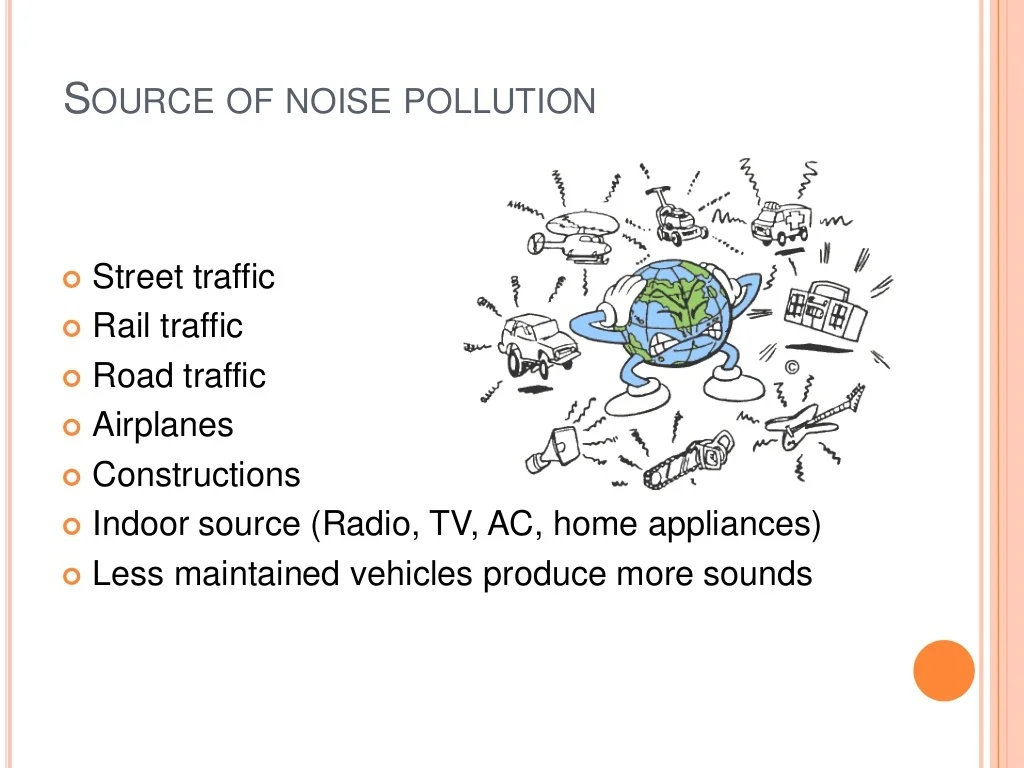 SOURCE OF NOISE POLLUTION
Street traffic
Rail traffic
Road traffic
Airplanes
Constructions
Indoor source (Radio, TV, AC, home appliances)
Less maintained vehicles produce more sounds
©